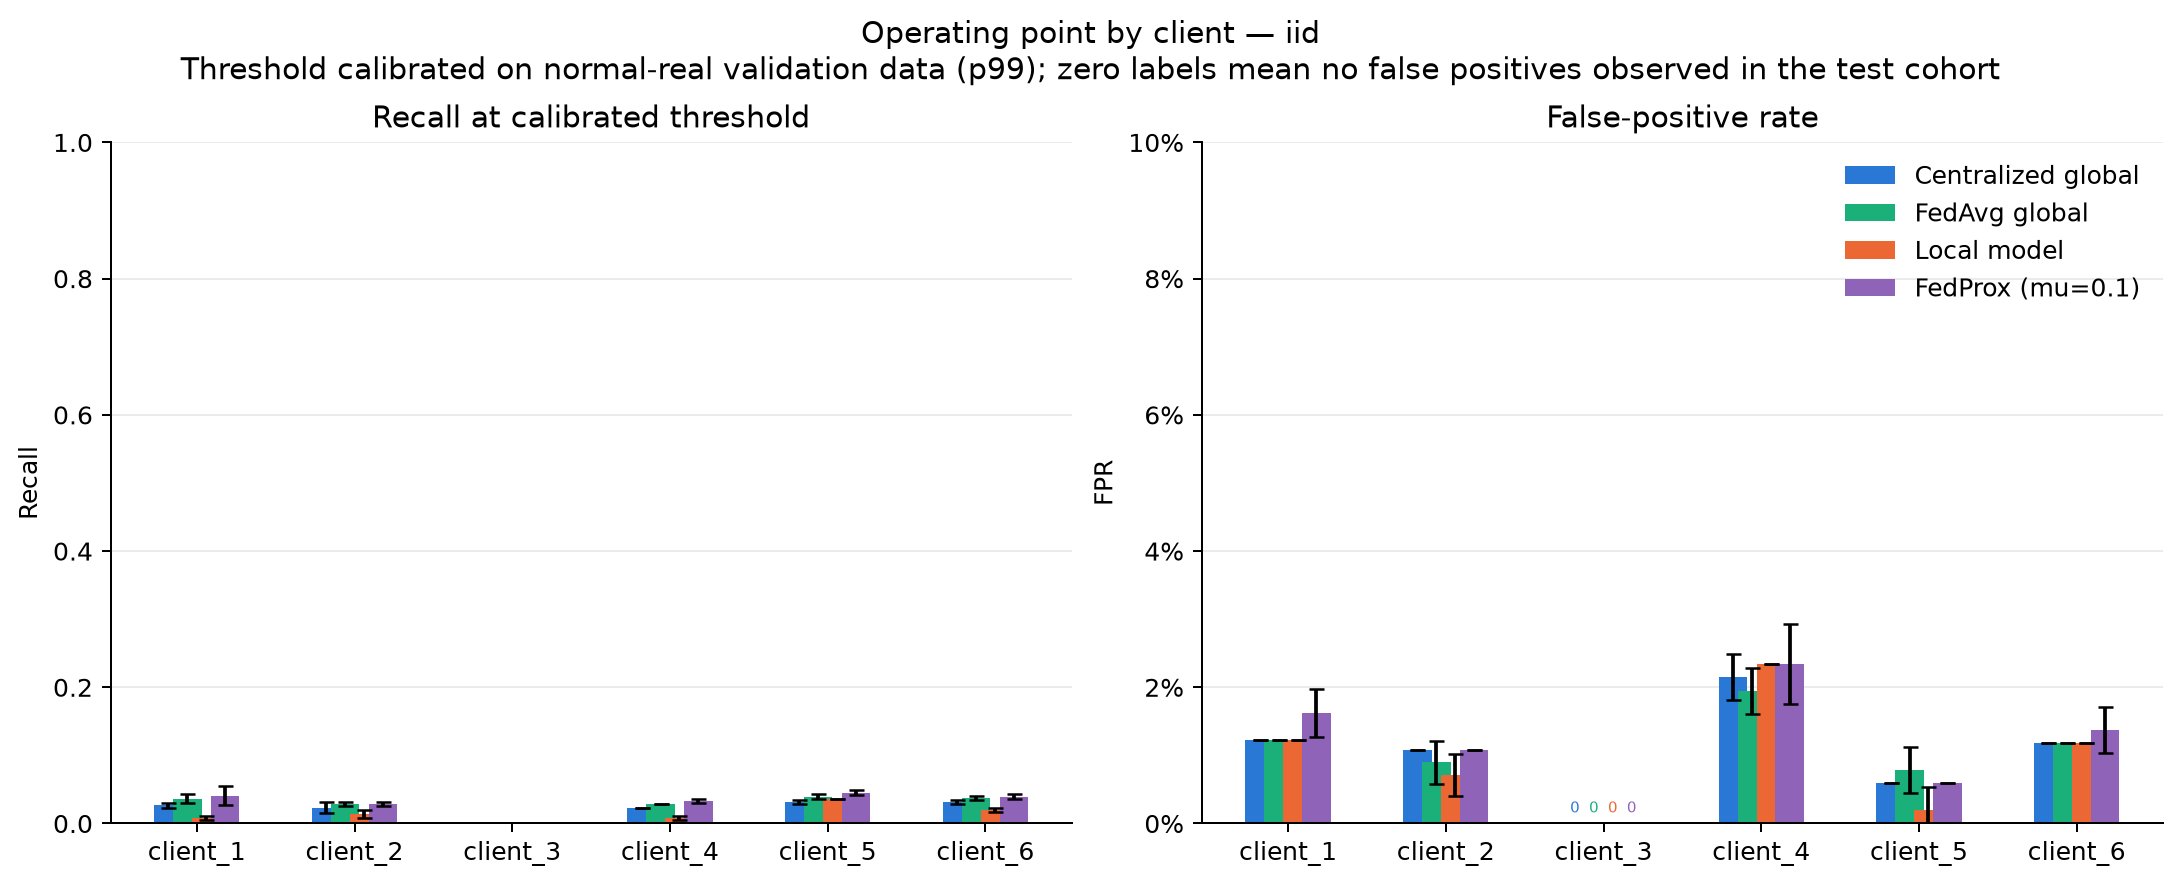 Operating point by client — iid
Threshold calibrated on normal-real validation data (p99); zero labels mean no false positives observed in the test cohort
Recall at calibrated threshold
1.0
0.8
0.6
0.4
0.2
0.0
Recall
client_1 client_2 client_3 client_4 client_5 client_6
False-positive rate
10%
8%
6%
4%
2%
0%
FPR
Centralized global
FedAvg global
Local model
FedProx (mu=0.1)
0 0 0 0
client_1 client_2 client_3 client_4 client_5 client_6